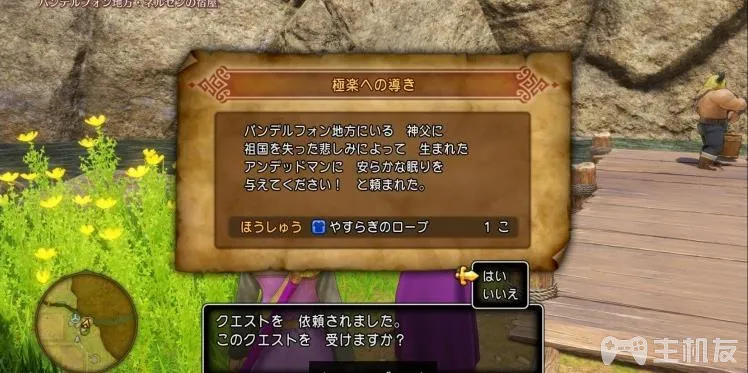 バンデルフォン地方・ネルセンの宿屋
極楽への導き
バンデルフォン地方にいる 神父に
祖国を失った悲しみによって 生まれた
アンデッドマンに 安らかな眠りを
与えてください! と頼まれた。
ほうしゅう やすらぎのローブ 1 こ
はい
いいえ
クエストを 依頼されました。
このクエストを 受けますか?
主机友